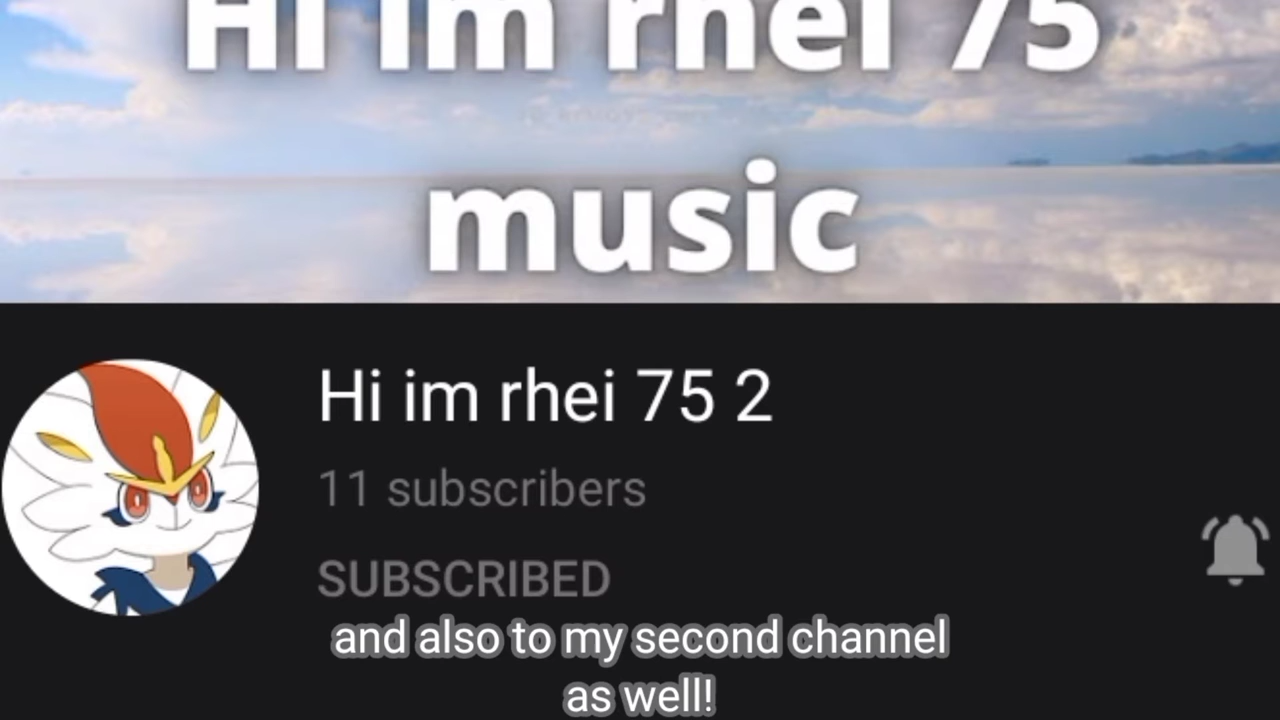 Hi im rhei 75
music
Hi im rhei 75 2
11 subscribers
SUBSCRIBED
and also to my second channel
as well!